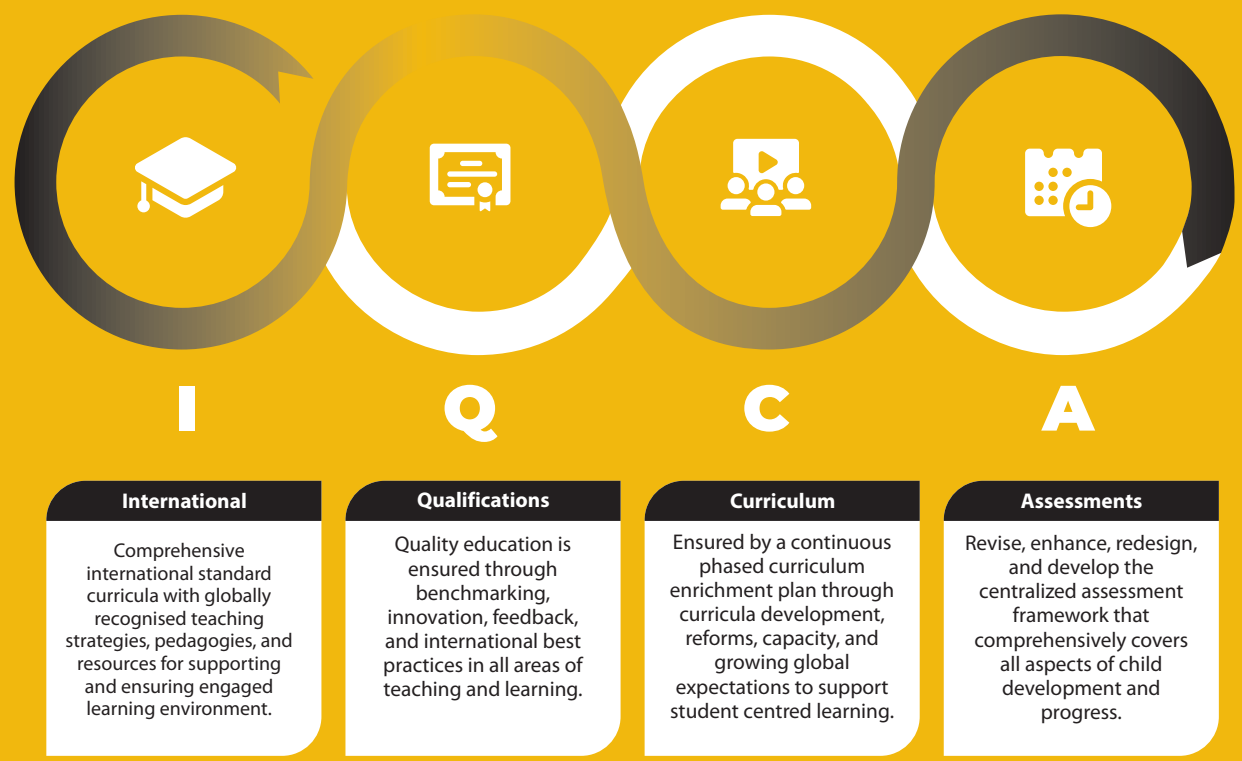 I
Q
C
A
International
Comprehensive
international standard
curricula with globally
recognised teaching
strategies, pedagogies, and
resources for supporting
and ensuring engaged
learning environment.
Qualifications
Quality education is
ensured through
benchmarking,
innovation, feedback,
and international best
practices in all areas of
teaching and learning.
Curriculum
Ensured by a continuous
phased curriculum
enrichment plan through
curricula development,
reforms, capacity, and
growing global
expectations to support
student centred learning.
Assessments
Revise, enhance, redesign,
and develop the
centralized assessment
framework that
comprehensively covers
all aspects of child
development and
progress.